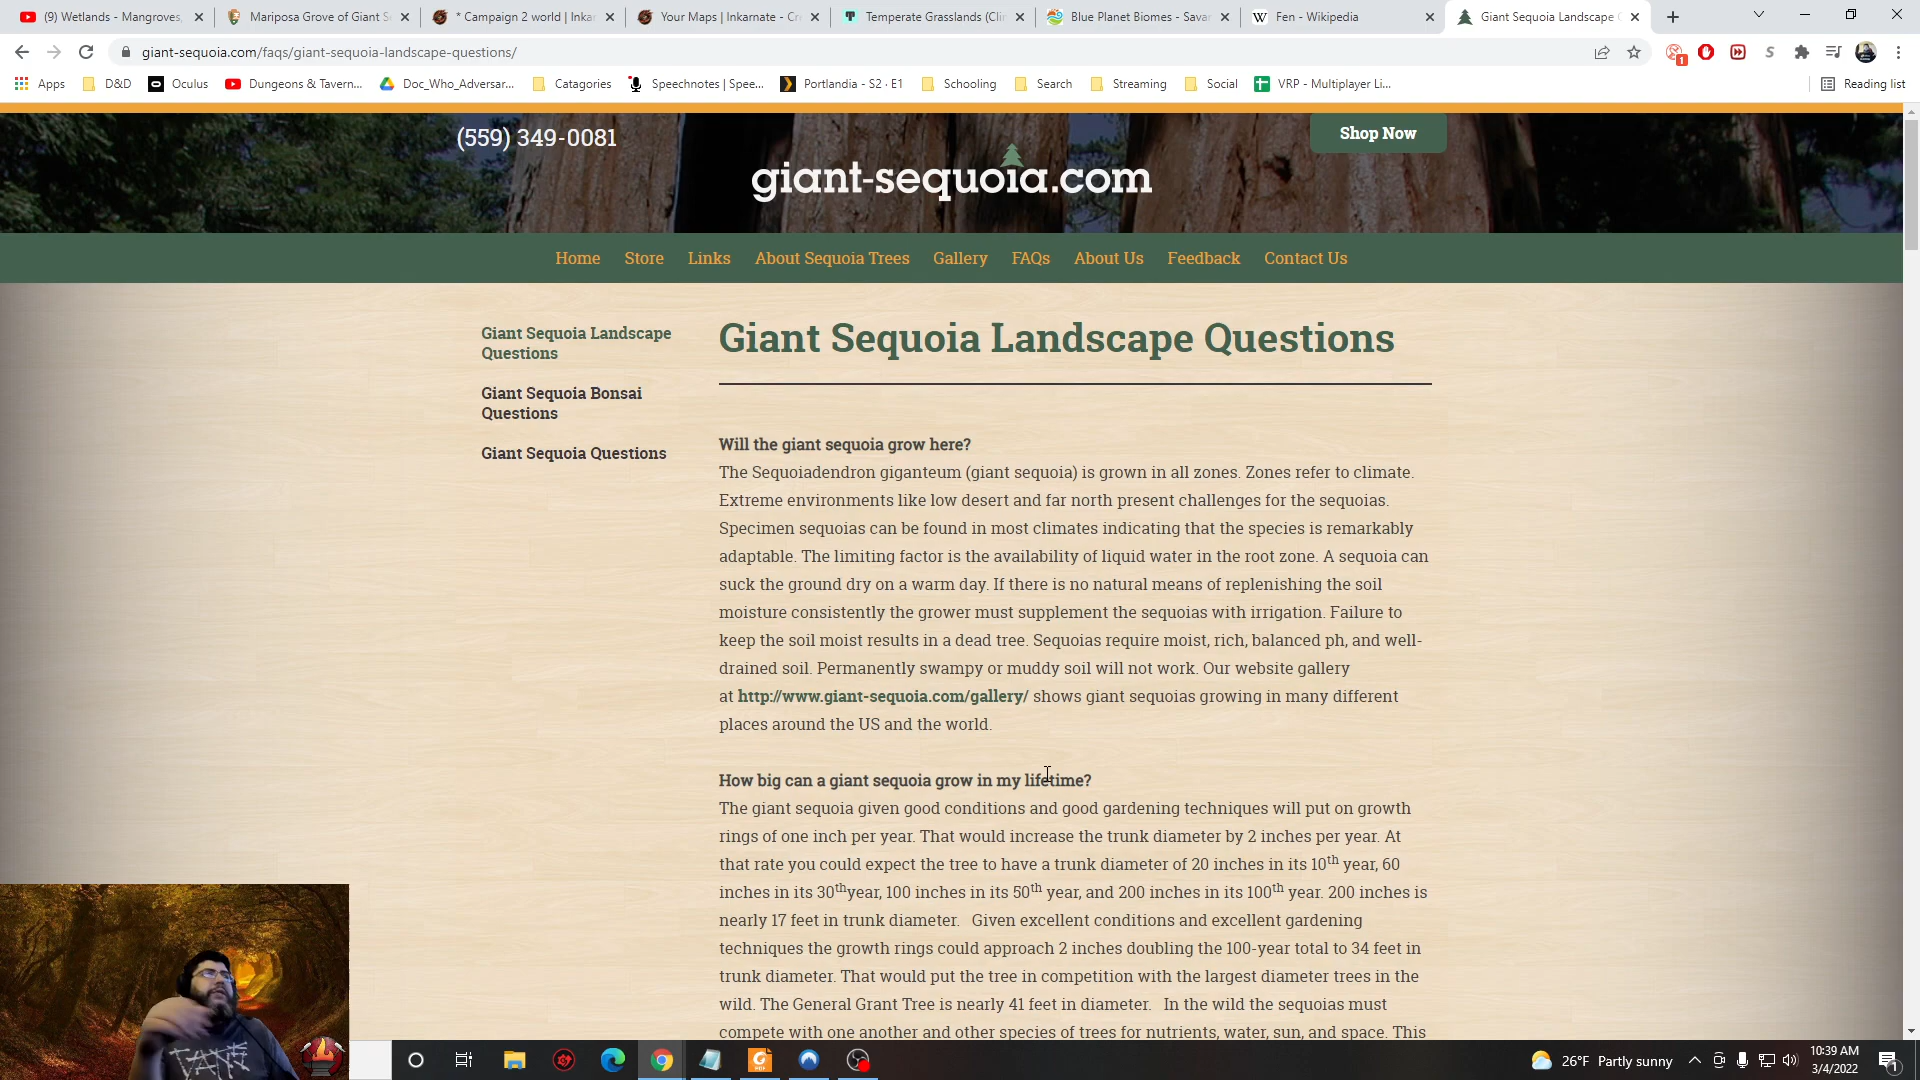 (9) Wetlands - Mangroves,
Mariposa Grove of Giant S
* Campaign 2 world | Inkar
Your Maps | Inkarnate - Cr
Temperate Grasslands (Cli
Blue Planet Biomes - Savar
W Fen - Wikipedia
Giant Sequoia Landscape
giant-sequoia.com/faqs/giant-sequoia-landscape-questions/
1
S
Apps
D&D
Oculus
Dungeons & Tavern...
Doc_Who_Adversar...
Catagories
Speechnotes | Spee...
Portlandia - S2 · E1
Schooling
Search
Streaming
Social
VRP - Multiplayer Li...
Reading list
(559) 349-0081
giant-sequoia.com
Shop Now
Home
Store
Links
About Sequoia Trees
Gallery
FAQs
About Us
Feedback
Contact Us
Giant Sequoia Landscape
Questions
Giant Sequoia Bonsai
Questions
Giant Sequoia Questions
Giant Sequoia Landscape Questions
Will the giant sequoia grow here?
The Sequoiadendron giganteum (giant sequoia) is grown in all zones. Zones refer to climate.
Extreme environments like low desert and far north present challenges for the sequoias.
Specimen sequoias can be found in most climates indicating that the species is remarkably
adaptable. The limiting factor is the availability of liquid water in the root zone. A sequoia can
suck the ground dry on a warm day. If there is no natural means of replenishing the soil
moisture consistently the grower must supplement the sequoias with irrigation. Failure to
keep the soil moist results in a dead tree. Sequoias require moist, rich, balanced ph, and well-
drained soil. Permanently swampy or muddy soil will not work. Our website gallery
at http://www.giant-sequoia.com/gallery/ shows giant sequoias growing in many different
places around the US and the world.
How big can a giant sequoia grow in my lifetime?
The giant sequoia given good conditions and good gardening techniques will put on growth
rings of one inch per year. That would increase the trunk diameter by 2 inches per year. At
that rate you could expect the tree to have a trunk diameter of 20 inches in its 10th year, 60
inches in its 30thyear, 100 inches in its 50th year, and 200 inches in its 100th year. 200 inches is
nearly 17 feet in trunk diameter. Given excellent conditions and excellent gardening
techniques the growth rings could approach 2 inches doubling the 100-year total to 34 feet in
trunk diameter. That would put the tree in competition with the largest diameter trees in the
wild. The General Grant Tree is nearly 41 feet in diameter. In the wild the sequoias must
compete with one another and other species of trees for nutrients, water, sun, and space. This
26°F Partly sunny
10:39 AM
3/4/2022
1